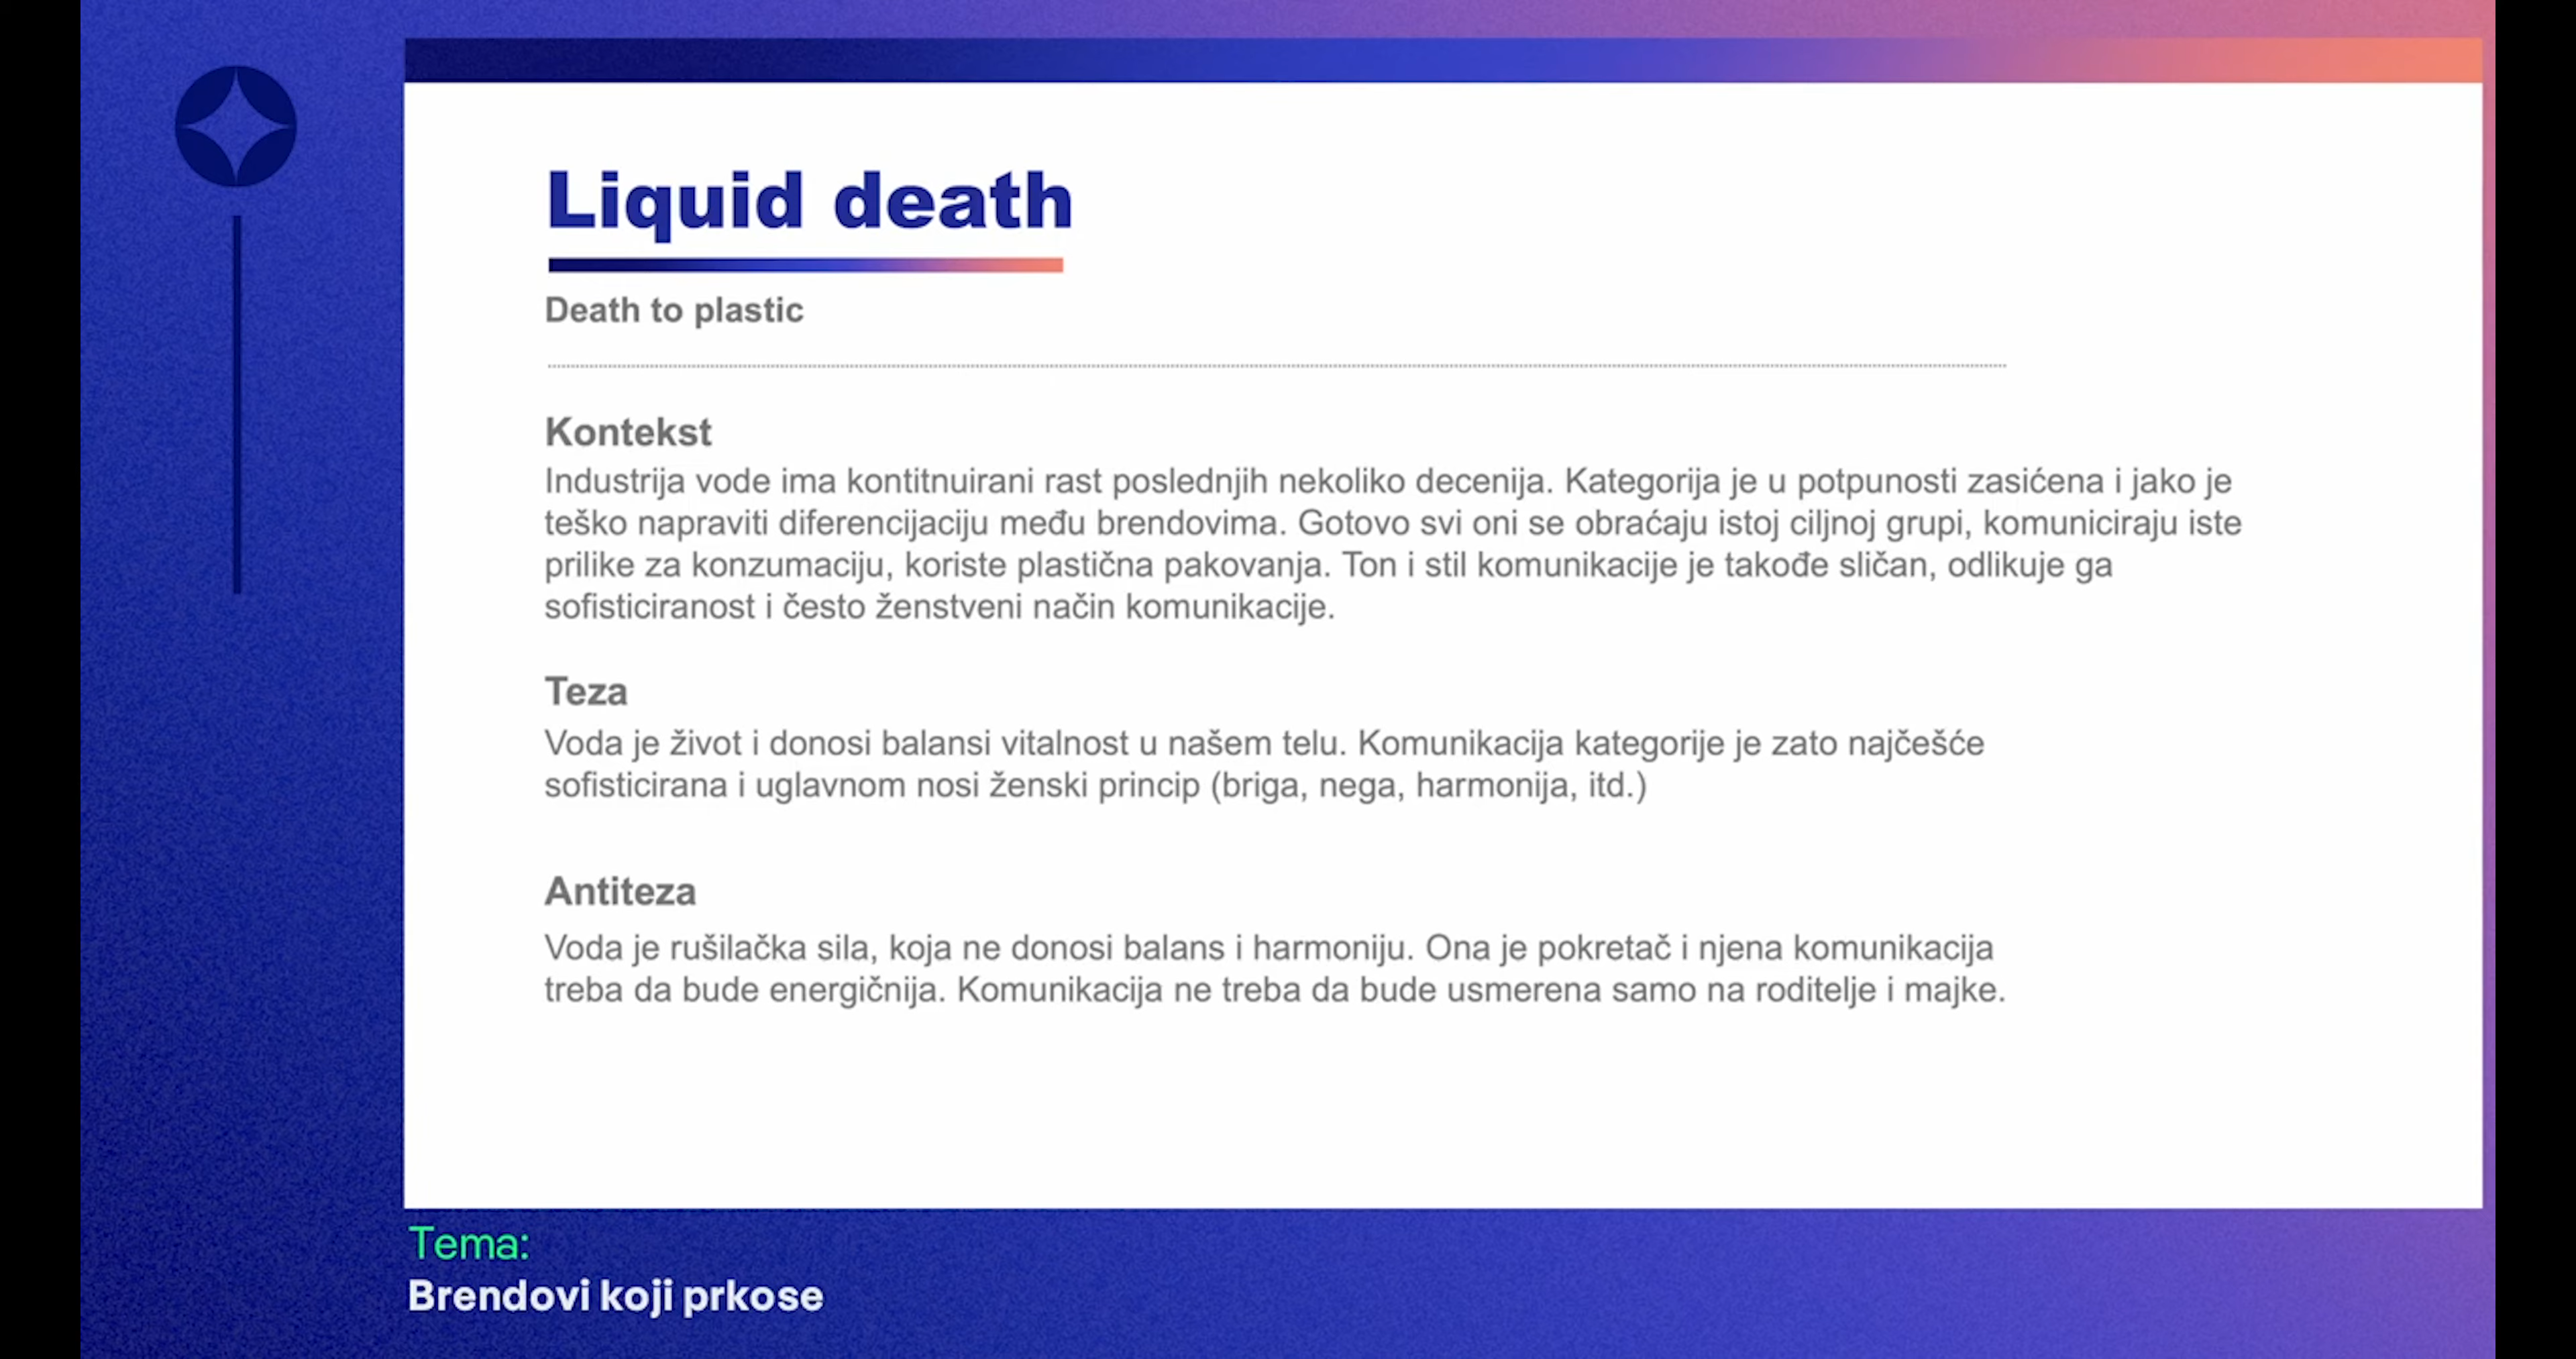 Liquid death
Death to plastic
Kontekst
Industrija vode ima kontitnuirani rast poslednjih nekoliko decenija. Kategorija je u potpunosti zasićena i jako je
teško napraviti diferencijaciju među brendovima. Gotovo svi oni se obraćaju istoj ciljnoj grupi, komuniciraju iste
prilike za konzumaciju, koriste plastična pakovanja. Ton i stil komunikacije je takođe sličan, odlikuje ga
sofisticiranost i često ženstveni način komunikacije.
Teza
Voda je život i donosi balansi vitalnost u našem telu. Komunikacija kategorije je zato najčešće
sofisticirana i uglavnom nosi ženski princip (briga, nega, harmonija, itd.)
Antiteza
Voda je rušilačka sila, koja ne donosi balans i harmoniju. Ona je pokretač i njena komunikacija
treba da bude energičnija. Komunikacija ne treba da bude usmerena samo na roditelje i majke.
Tema:
Brendovi koji prkose